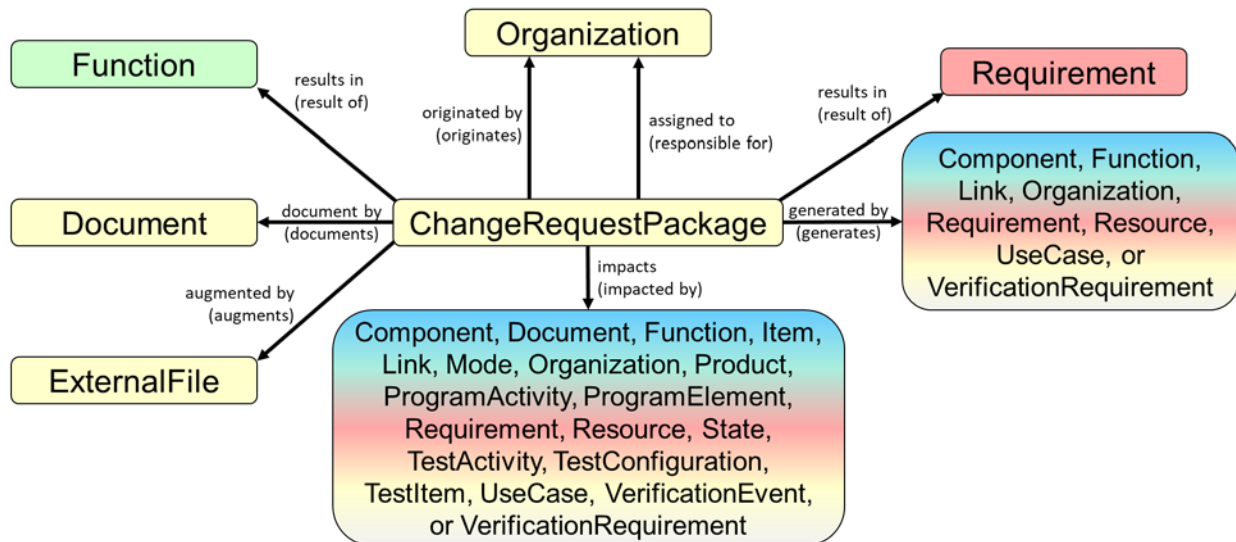 Organization
Function
Requirement
results in
(result of)
originated by
(originates)
assigned to
(responsible for)
results in
(result of)
Component, Function,
Link, Organization,
Requirement, Resource,
UseCase, or
VerificationRequirement
Document
document by
(documents)
ChangeRequestPackage
generated by
(generates)
augmented by
(augments)
impacts
(impacted by)
ExternalFile
Component, Document, Function, Item,
Link, Mode, Organization, Product,
ProgramActivity, ProgramElement,
Requirement, Resource, State,
TestActivity, TestConfiguration,
TestItem, UseCase, VerificationEvent,
or VerificationRequirement